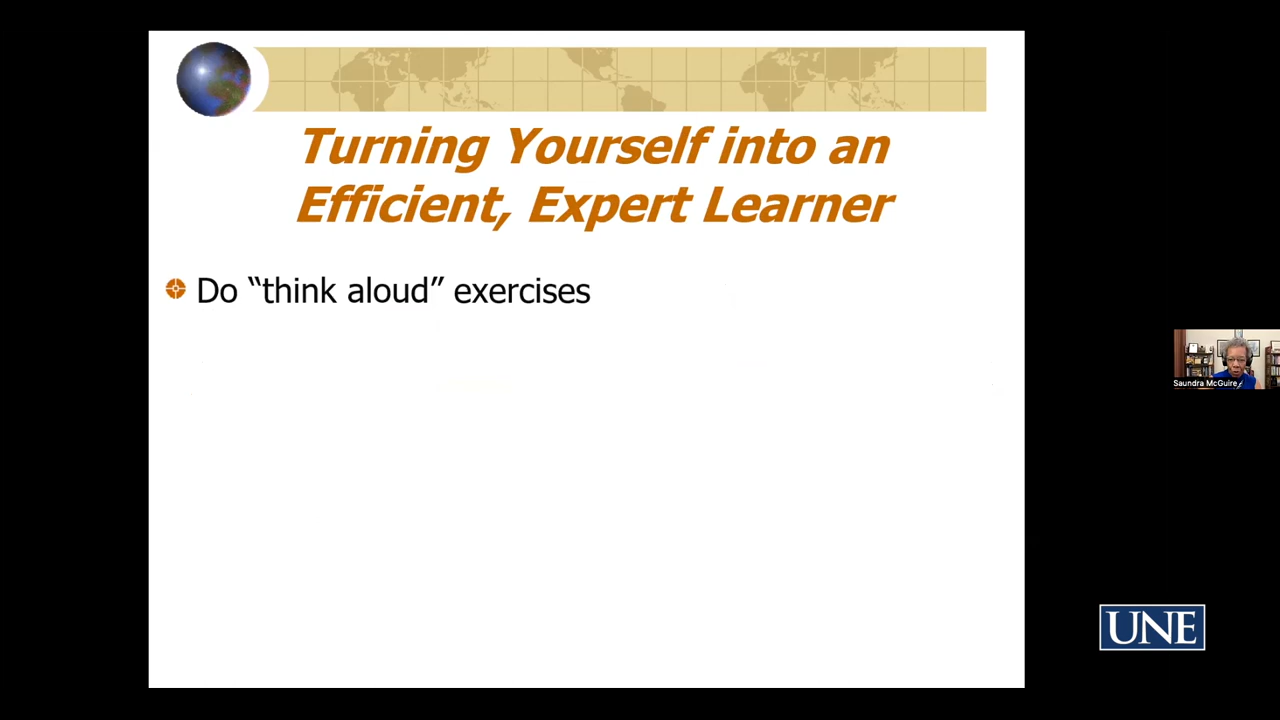 Turning Yourself into an
Efficient, Expert Learner
Do “think aloud” exercises
Saundra McGuire
UNE